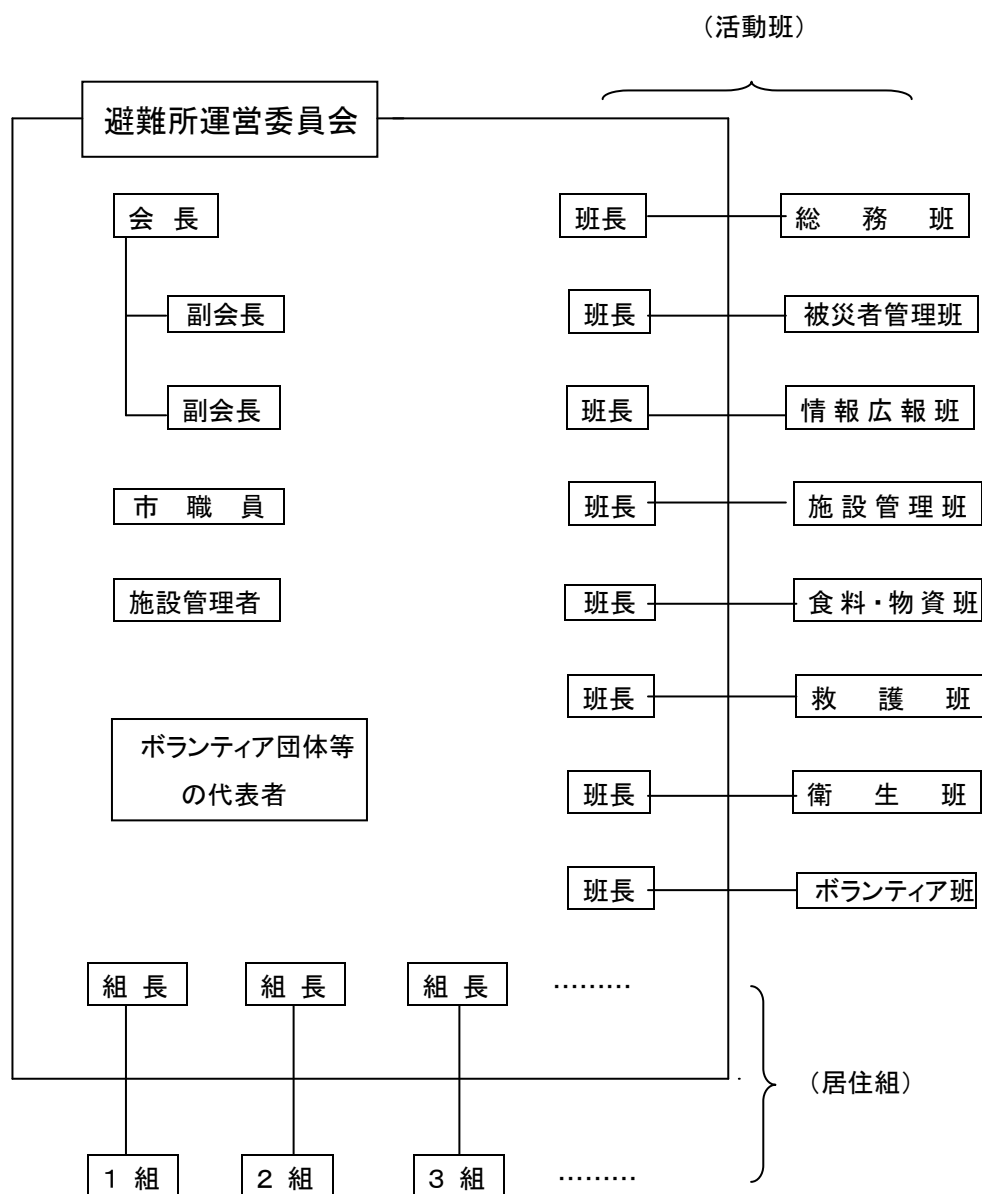 （活動班）
避難所運営委員会
会 長
班長
総 務 班
副会長
班長
被災者管理班
副会長
班長
情 報 広 報 班
市 職 員
班長
施 設 管 理 班
施設管理者
班長
食 料・物 資 班
班長
救 護 班
ボランティア団体等
の代表者
班長
衛 生 班
班長
ボランティア班
組 長
組 長
組 長
………
（居住組）
１ 組
２ 組
３ 組
………